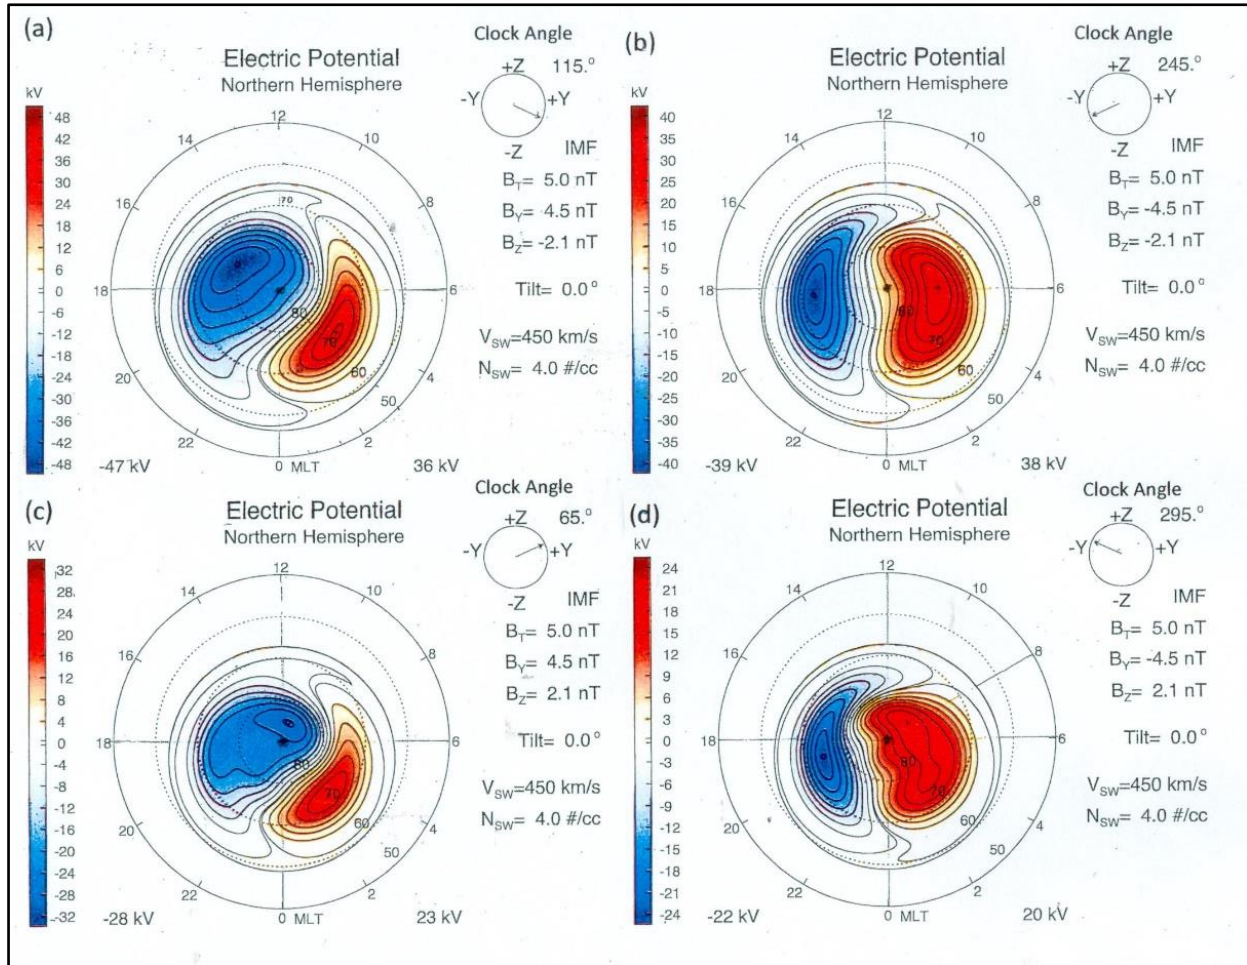 (a)
Electric Potential
Northern Hemisphere
Clock Angle
+Z 115.°
-Y +Y
-Z IMF
B_T= 5.0 nT
B_Y= 4.5 nT
B_Z= -2.1 nT
Tilt= 0.0°
V_SW=450 km/s
N_SW= 4.0 #/cc
kV
48
42
36
30
24
18
12
6
0
-6
-12
-18
-24
-30
-36
-42
-48
12
14 10
16 8
70
18 6
80
70
60
50
20 4
22 2
0 MLT
-47 kV 36 kV
(b)
Electric Potential
Northern Hemisphere
Clock Angle
+Z 245.°
-Y +Y
-Z IMF
B_T= 5.0 nT
B_Y= -4.5 nT
B_Z= -2.1 nT
Tilt= 0.0°
V_SW=450 km/s
N_SW= 4.0 #/cc
kV
40
35
30
25
20
15
10
5
0
-5
-10
-15
-20
-25
-30
-35
-40
12
14 10
16 8
18 6
80
70
60
50
20 4
22 2
0 MLT
-39 kV 38 kV
(c)
Electric Potential
Northern Hemisphere
Clock Angle
+Z 65.°
-Y +Y
-Z IMF
B_T= 5.0 nT
B_Y= 4.5 nT
B_Z= 2.1 nT
Tilt= 0.0°
V_SW=450 km/s
N_SW= 4.0 #/cc
kV
32
28
24
20
16
12
8
4
0
-4
-8
-12
-16
-20
-24
-28
-32
12
14 10
16 8
18 6
80
70
60
50
20 4
22 2
0 MLT
-28 kV 23 kV
(d)
Electric Potential
Northern Hemisphere
Clock Angle
+Z 295.°
-Y +Y
-Z IMF
B_T= 5.0 nT
B_Y= -4.5 nT
B_Z= 2.1 nT
Tilt= 0.0°
V_SW=450 km/s
N_SW= 4.0 #/cc
kV
24
21
18
15
12
9
6
3
0
-3
-6
-9
-12
-15
-18
-21
-24
12
14 10
16 8
18 6
80
70
60
50
20 4
22 2
0 MLT
-22 kV 20 kV